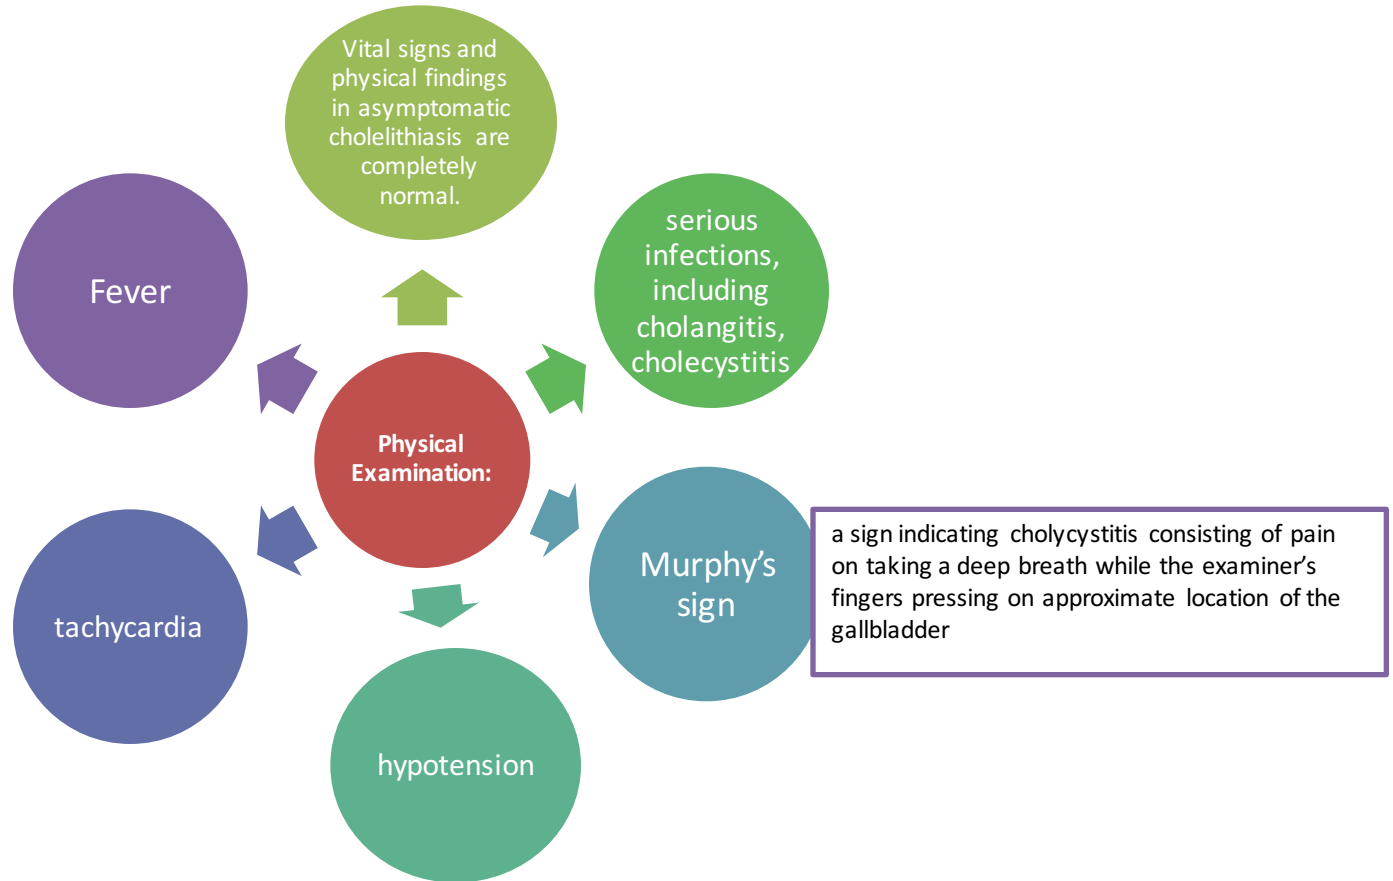 Vital signs and
physical findings
in asymptomatic
cholelithiasis are
completely
normal.
serious
infections,
including
cholangitis,
cholecystitis
Fever
Physical
Examination:
Murphy's
sign
a sign indicating cholycystitis consisting of pain
on taking a deep breath while the examiner's
fingers pressing on approximate location of the
gallbladder
tachycardia
hypotension